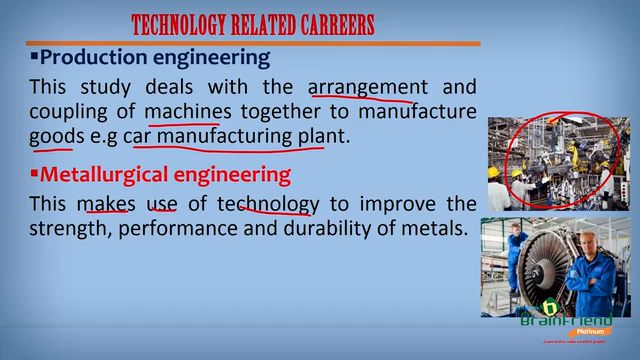 TECHNOLOGY RELATED CARREERS
▪Production engineering
This study deals with the arrangement and
coupling of machines together to manufacture
goods e.g car manufacturing plant.
▪Metallurgical engineering
This makes use of technology to improve the
strength, performance and durability of metals.
BrainFriend
Platinum